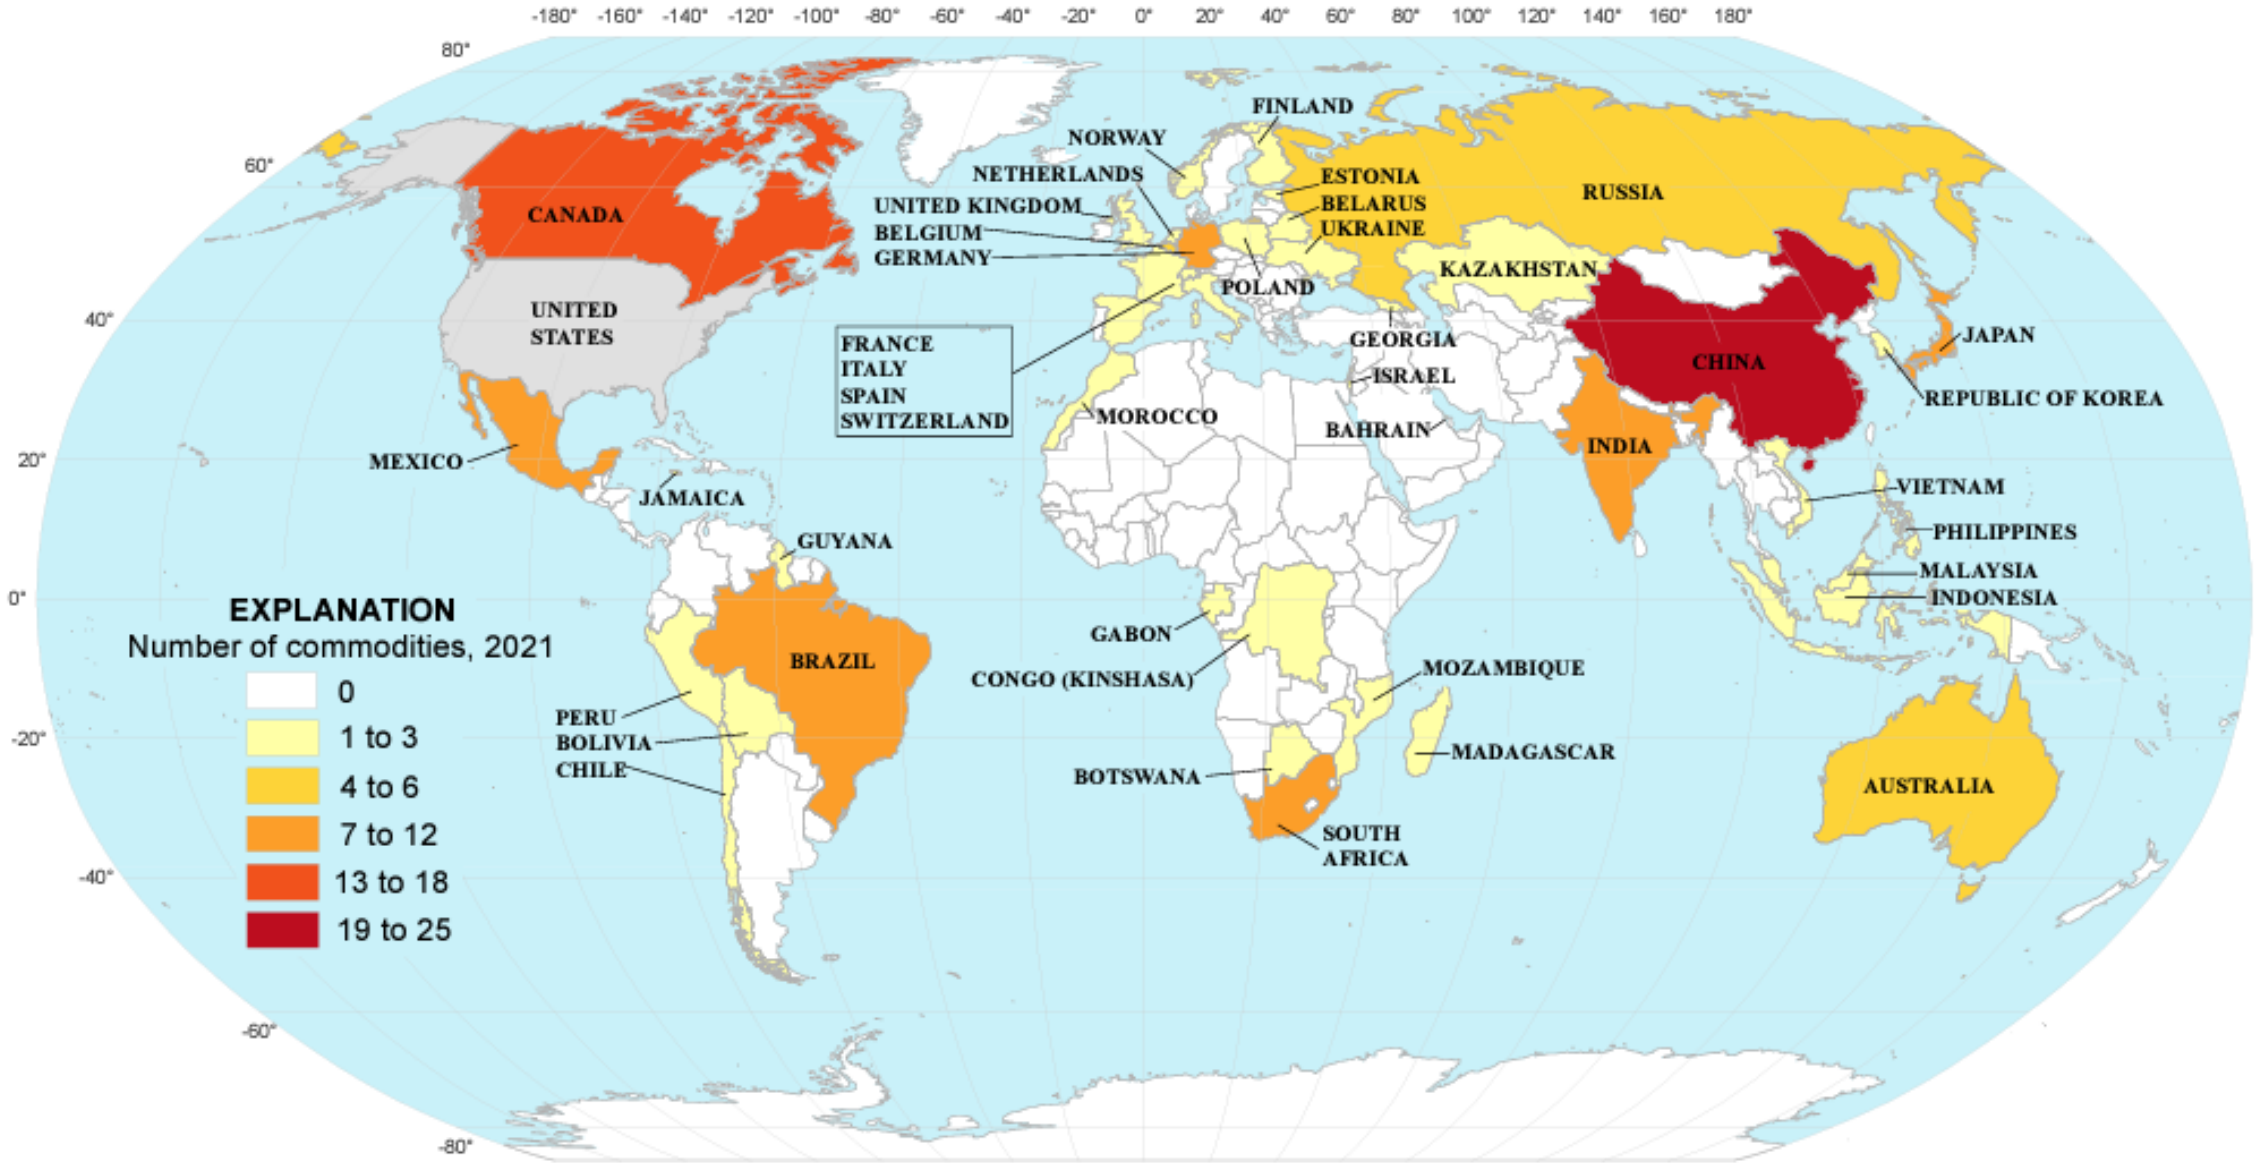 -180° -160° -140° -120° -100° -80° -60° -40° -20° 0° 20° 40° 60° 80° 100° 120° 140° 160° 180°
80°
60°
40°
20°
0°
-20°
-40°
-60°
-80°
FINLAND
NORWAY
NETHERLANDS
ESTONIA
RUSSIA
UNITED KINGDOM
BELARUS
CANADA
UKRAINE
BELGIUM
GERMANY
KAZAKHSTAN
POLAND
UNITED
STATES
GEORGIA
JAPAN
FRANCE
ITALY
SPAIN
SWITZERLAND
CHINA
ISRAEL
REPUBLIC OF KOREA
MOROCCO
BAHRAIN
INDIA
MEXICO
JAMAICA
VIETNAM
PHILIPPINES
GUYANA
MALAYSIA
INDONESIA
GABON
BRAZIL
CONGO (KINSHASA)
MOZAMBIQUE
PERU
BOLIVIA
CHILE
MADAGASCAR
BOTSWANA
AUSTRALIA
SOUTH
AFRICA
EXPLANATION
Number of commodities, 2021
0
1 to 3
4 to 6
7 to 12
13 to 18
19 to 25